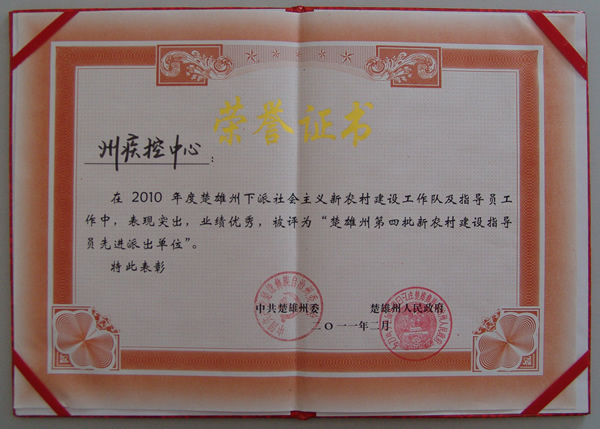 荣誉证书
州疾控中心：
在 2010 年度楚雄州下派社会主义新农村建设工作队及指导员工
作中，表现突出，业绩优秀，被评为“楚雄州第四批新农村建设指导
员先进派出单位”。
特此表彰
中共楚雄州委 楚雄州人民政府
二〇一一年二月